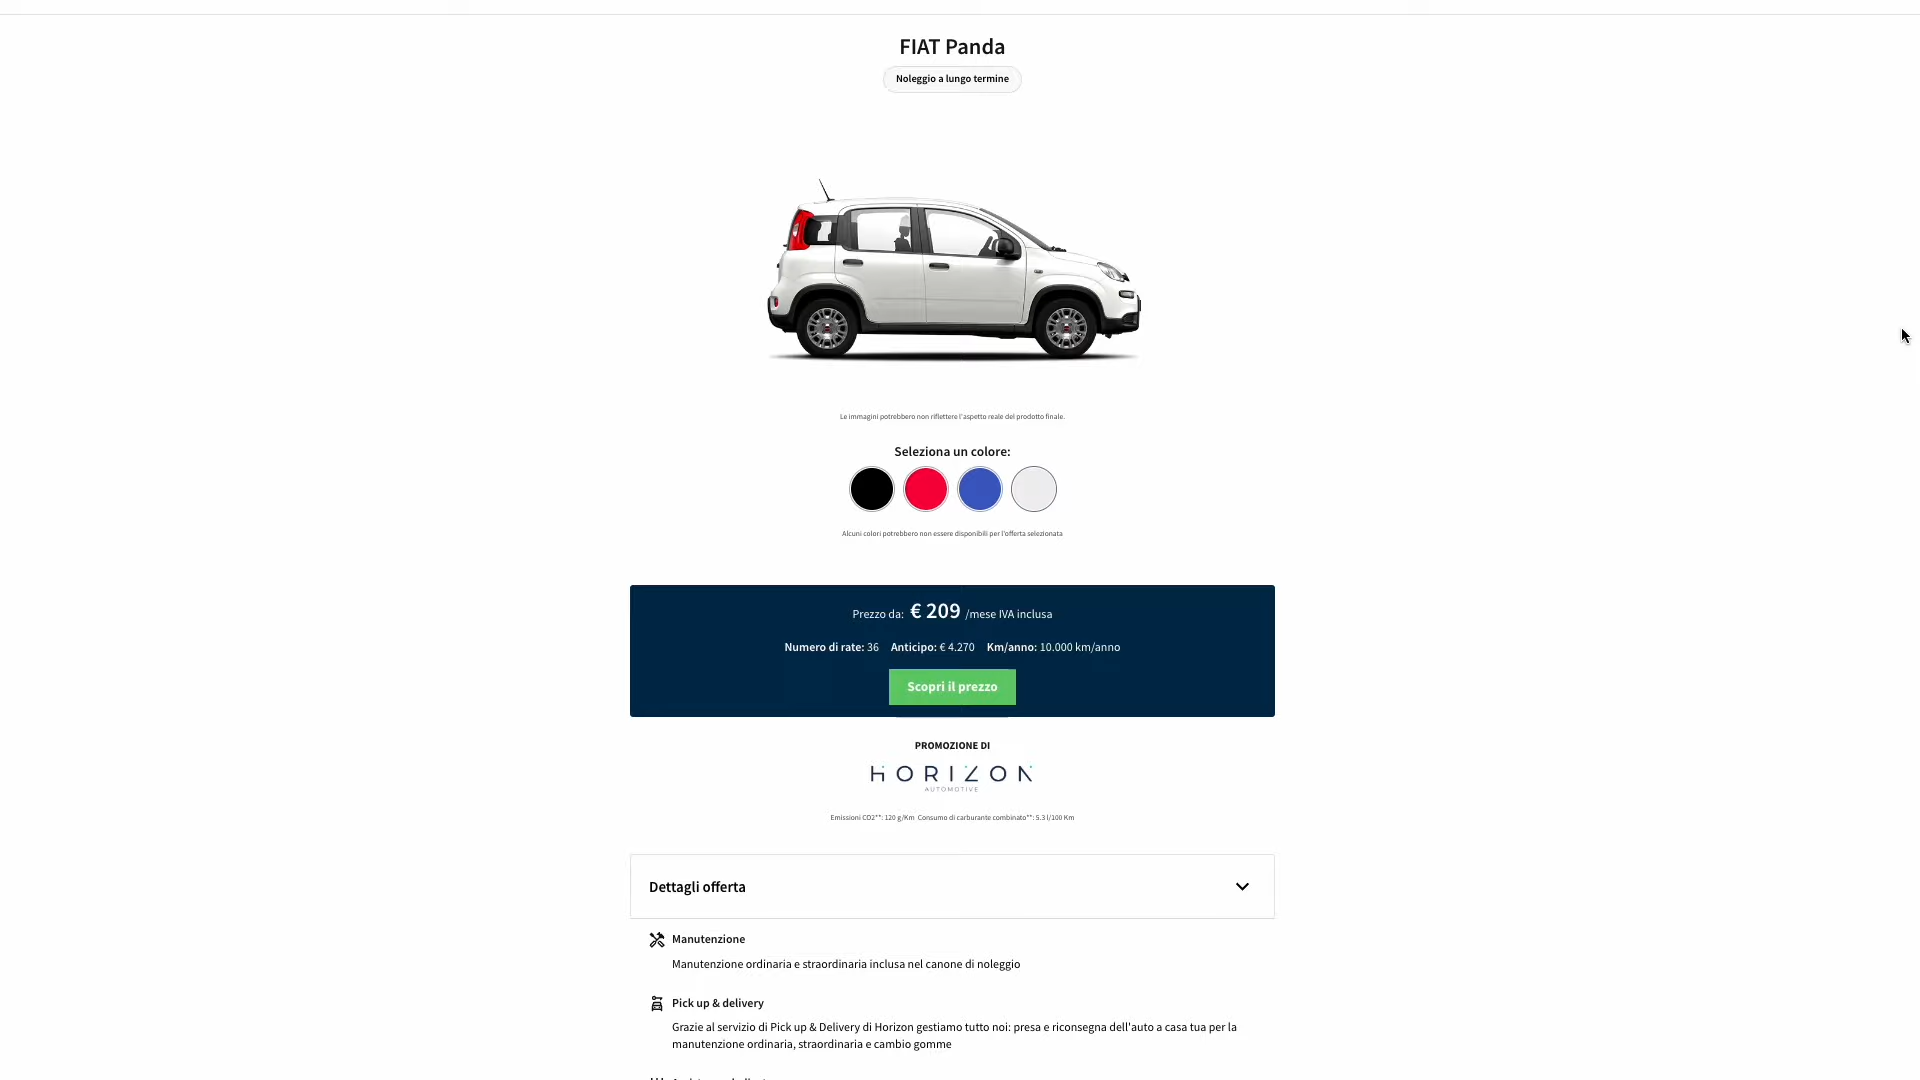 FIAT Panda
Noleggio a lungo termine
Le immagini potrebbero non riflettere l'aspetto reale del prodotto finale.
Seleziona un colore:
Alcuni colori potrebbero non essere disponibili per l'offerta selezionata
Prezzo da: € 209 /mese IVA inclusa
Numero di rate: 36 Anticipo: € 4.270 Km/anno: 10.000 km/anno
Scopri il prezzo
PROMOZIONE DI
HORIZON
AUTOMOTIVE
Emissioni CO2**: 120 g/Km Consumo di carburante combinato**: 5.3 l/100 Km
Dettagli offerta
Manutenzione
Manutenzione ordinaria e straordinaria inclusa nel canone di noleggio
Pick up & delivery
Grazie al servizio di Pick up & Delivery di Horizon gestiamo tutto noi: presa e riconsegna dell'auto a casa tua per la
manutenzione ordinaria, straordinaria e cambio gomme